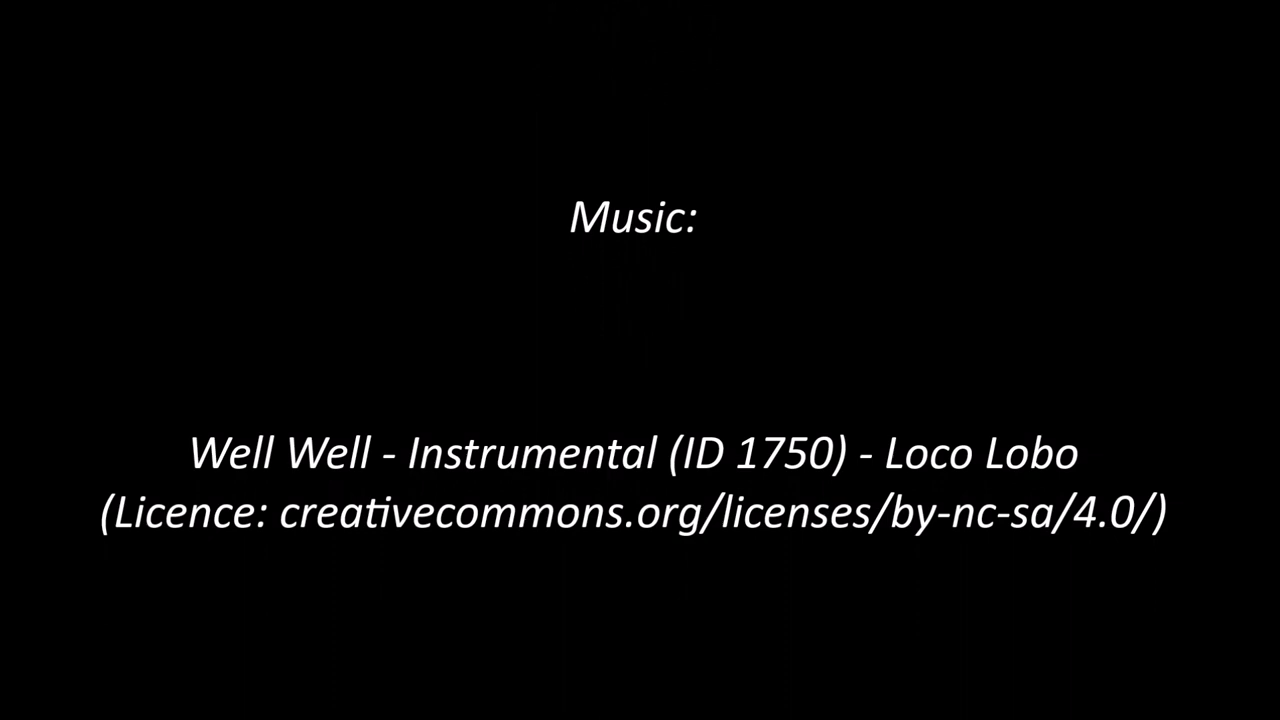 Music:
Well Well - Instrumental (ID 1750) - Loco Lobo
(Licence: creativecommons.org/licenses/by-nc-sa/4.0/)